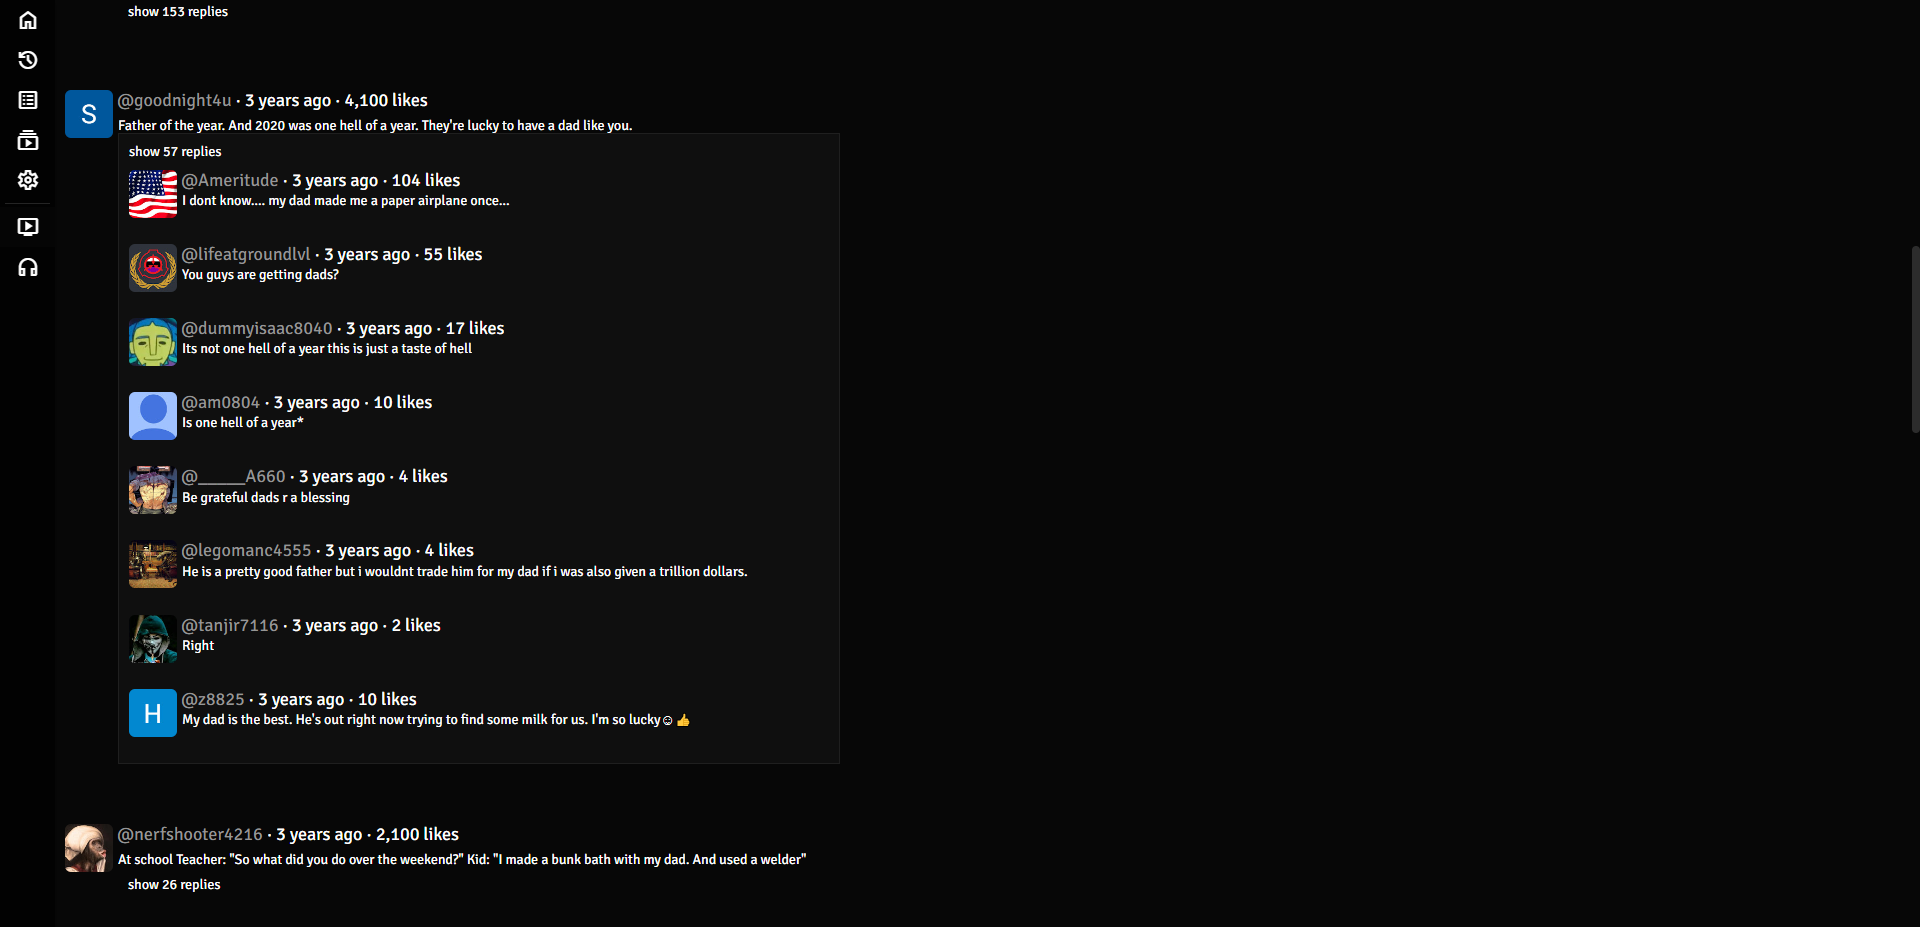 show 153 replies
S
@goodnight4u · 3 years ago · 4,100 likes
Father of the year. And 2020 was one hell of a year. They're lucky to have a dad like you.
show 57 replies
@Ameritude · 3 years ago · 104 likes
I dont know.... my dad made me a paper airplane once...
@lifeatgroundlvl · 3 years ago · 55 likes
You guys are getting dads?
@dummyisaac8040 · 3 years ago · 17 likes
Its not one hell of a year this is just a taste of hell
@am0804 · 3 years ago · 10 likes
Is one hell of a year*
@_____A660 · 3 years ago · 4 likes
Be grateful dads r a blessing
@legomanc4555 · 3 years ago · 4 likes
He is a pretty good father but i wouldnt trade him for my dad if i was also given a trillion dollars.
@tanjir7116 · 3 years ago · 2 likes
Right
H
@z8825 · 3 years ago · 10 likes
My dad is the best. He's out right now trying to find some milk for us. I'm so lucky☺👍
@nerfshooter4216 · 3 years ago · 2,100 likes
At school Teacher: "So what did you do over the weekend?" Kid: "I made a bunk bath with my dad. And used a welder"
show 26 replies